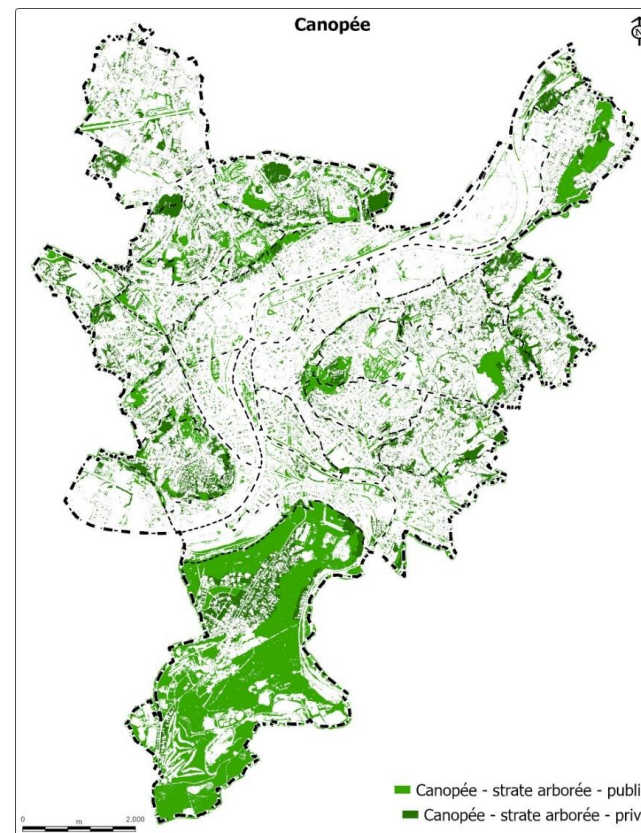 Canopée
N
Canopée - strate arborée - publi
Canopée - strate arborée - priv
0 m 2.000